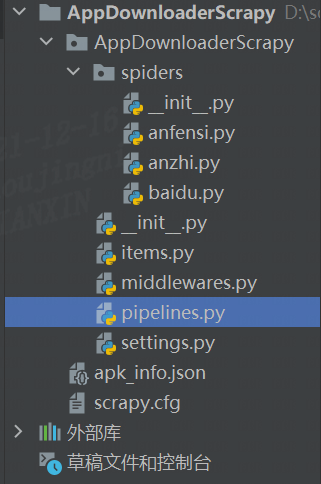 AppDownloaderScrapy D:\sc
AppDownloaderScrapy
spiders
__init__.py
anfensi.py
anzhi.py
baidu.py
__init__.py
items.py
middlewares.py
pipelines.py
settings.py
apk_info.json
scrapy.cfg
外部库
草稿文件和控制台